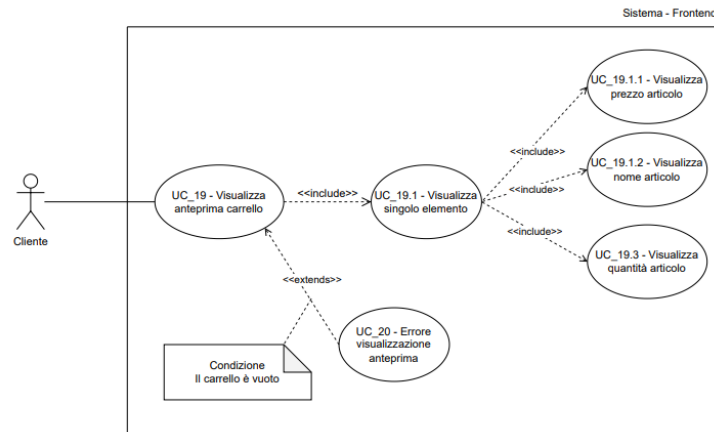 Sistema - Frontend
UC_19.1.1 - Visualizza
prezzo articolo
<<include>>
UC_19 - Visualizza
anteprima carrello
<<include>>
UC_19.1 - Visualizza
singolo elemento
<<include>>
UC_19.1.2 - Visualizza
nome articolo
Cliente
<<include>>
UC_19.3 - Visualizza
quantità articolo
<<extends>>
UC_20 - Errore
visualizzazione
anteprima
Condizione
Il carrello è vuoto